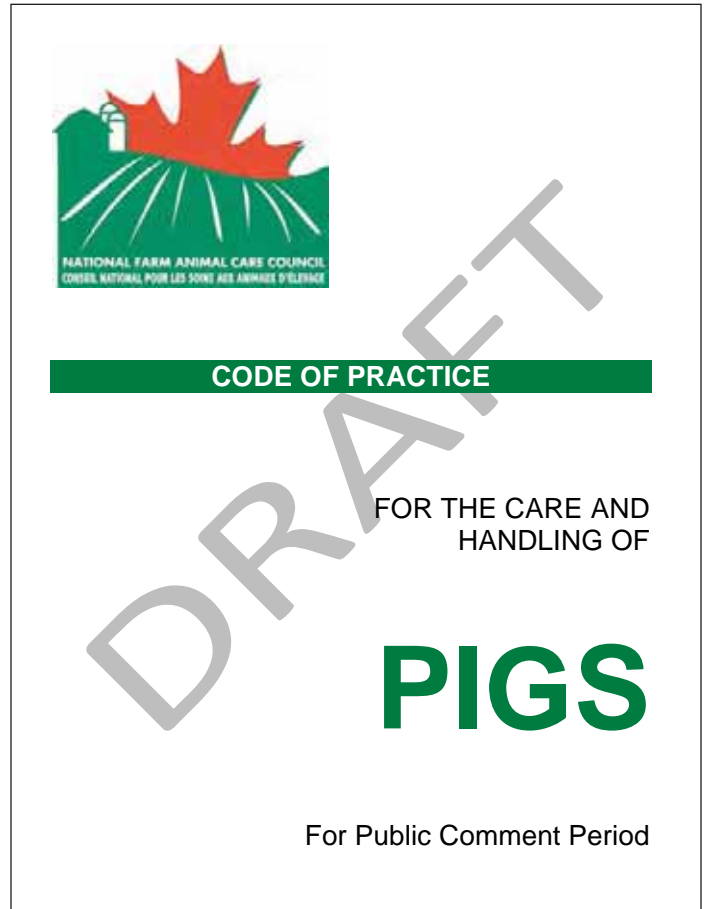 NATIONAL FARM ANIMAL CARE COUNCIL
CONSEIL NATIONAL POUR LES SOINS AUX ANIMAUX D'ÉLEVAGE
CODE OF PRACTICE
DRAFT
FOR THE CARE AND
HANDLING OF
PIGS
For Public Comment Period